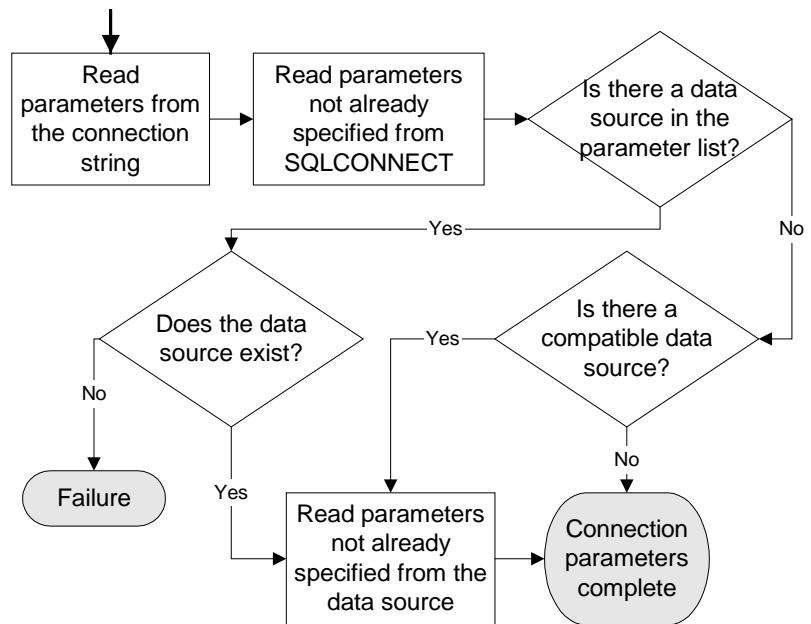 Read
parameters from
the connection
string
Read parameters
not already
specified from
SQLCONNECT
Is there a data
source in the
parameter list?
Yes
No
Does the data
source exist?
Is there a
compatible data
source?
Yes
No
No
Failure
Yes
Read parameters
not already
specified from the
data source
Connection
parameters
complete